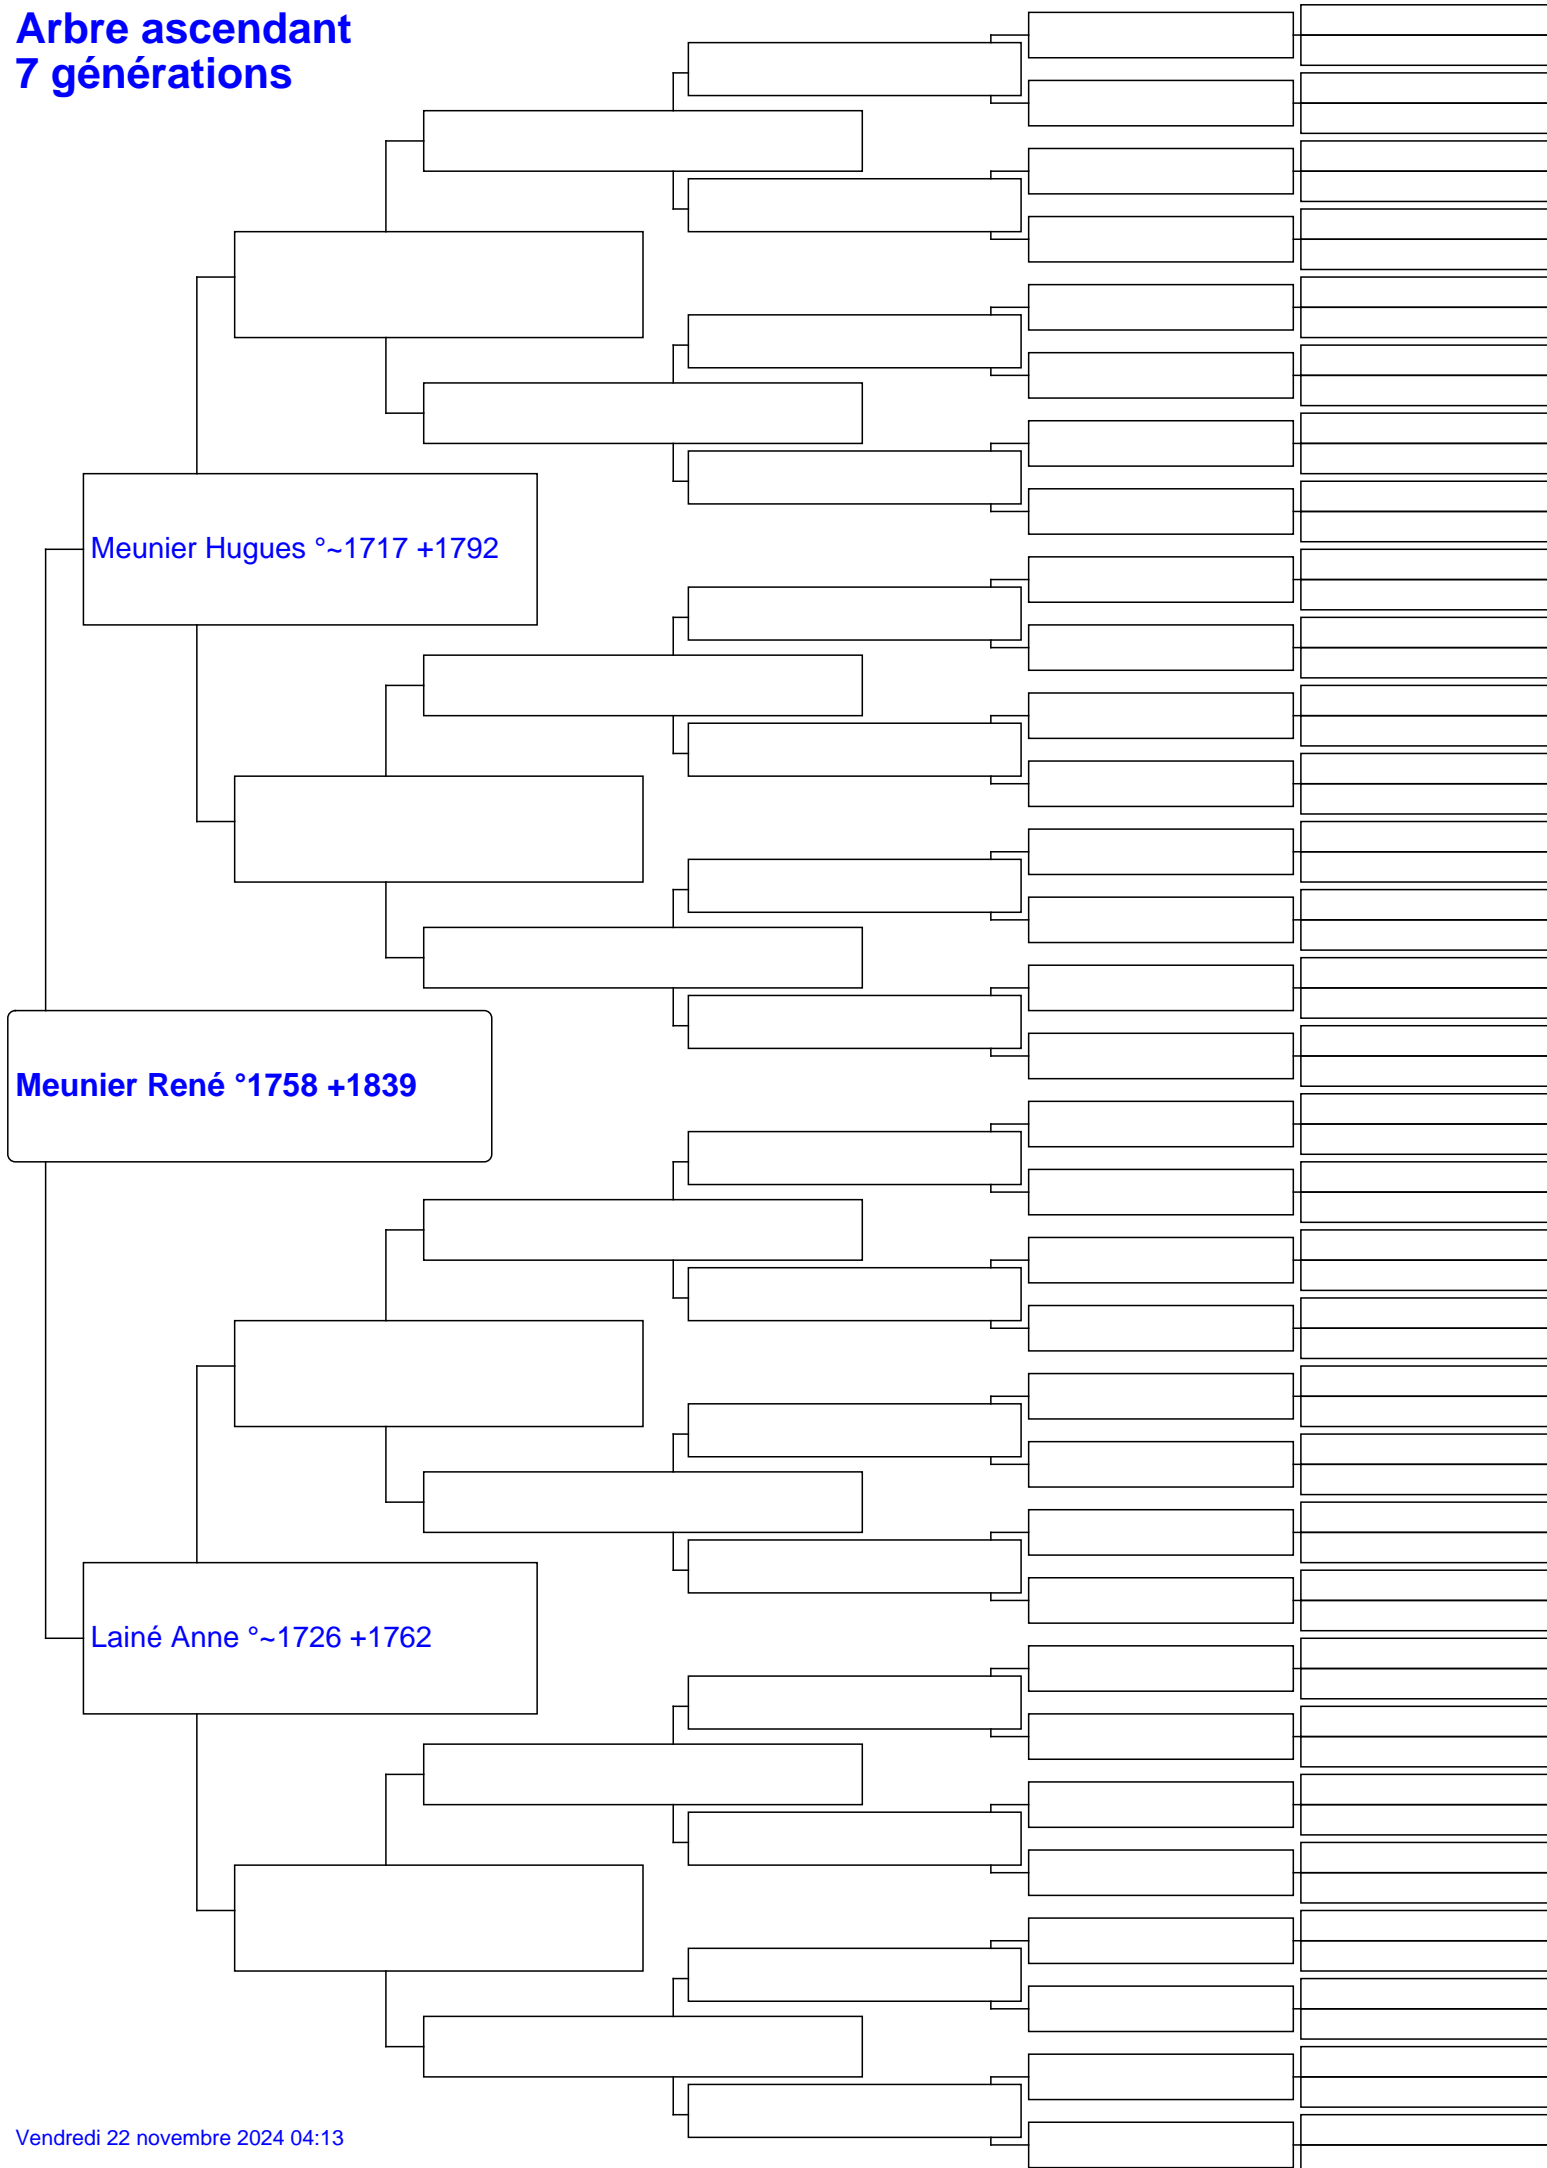 Arbre ascendant
7 générations
Meunier Hugues °~1717 +1792
Meunier René °1758 +1839
Lainé Anne °~1726 +1762
Vendredi 22 novembre 2024 04:13